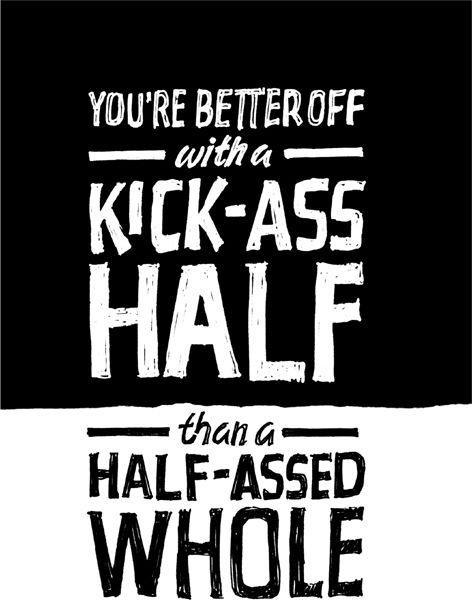 YOU'RE BETTER OFF
with a
KICK-ASS
HALF
than a
HALF-ASSED
WHOLE